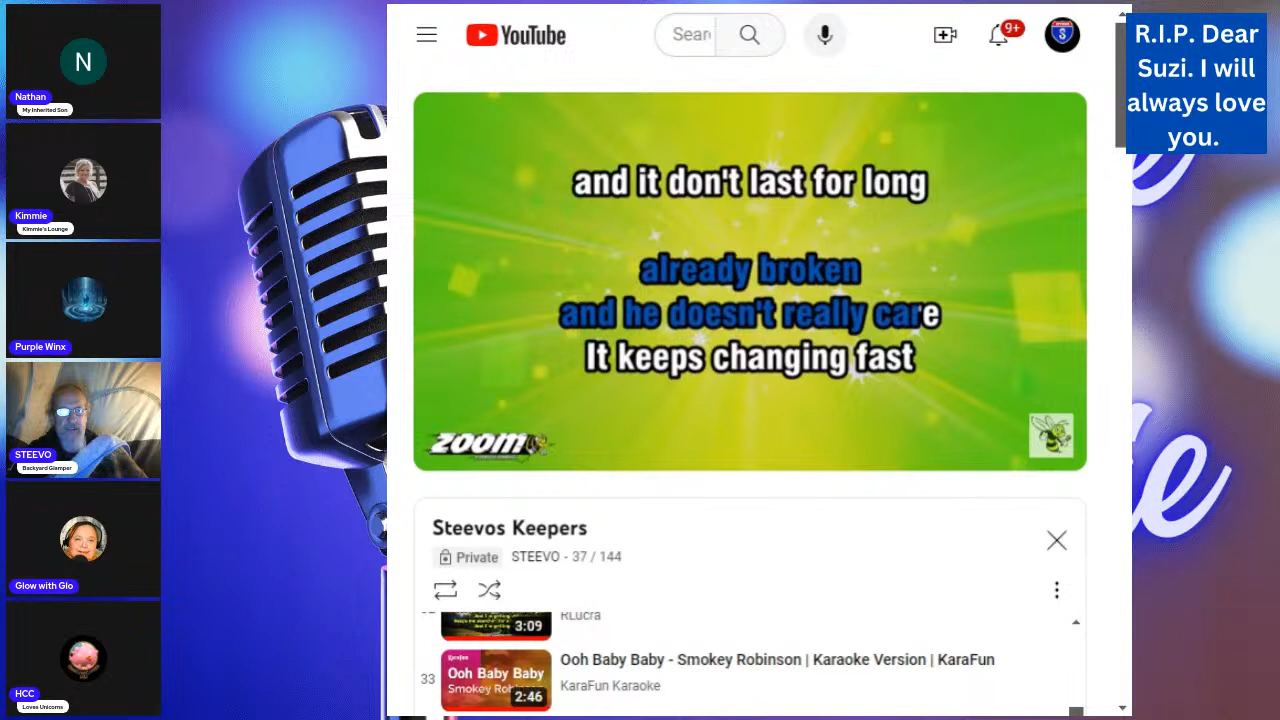 N
Nathan
My Inherited Son
Kimmie
Kimmie's Lounge
Purple Winx
STEEVO
Backyard Glamper
Glow with Glo
HCC
Loves Unicorns
YouTube
Sear
9+
S
R.I.P. Dear
Suzi. I will
always love
you.
and it don't last for long
already broken
and he doesn't really care
It keeps changing fast
ZOOM
Steevos Keepers
Private
STEEVO - 37 / 144
3:09
RLucra
33
KaraFun
Ooh Baby Baby
Smokey Rob
2:46
Ooh Baby Baby - Smokey Robinson | Karaoke Version | KaraFun
KaraFun Karaoke